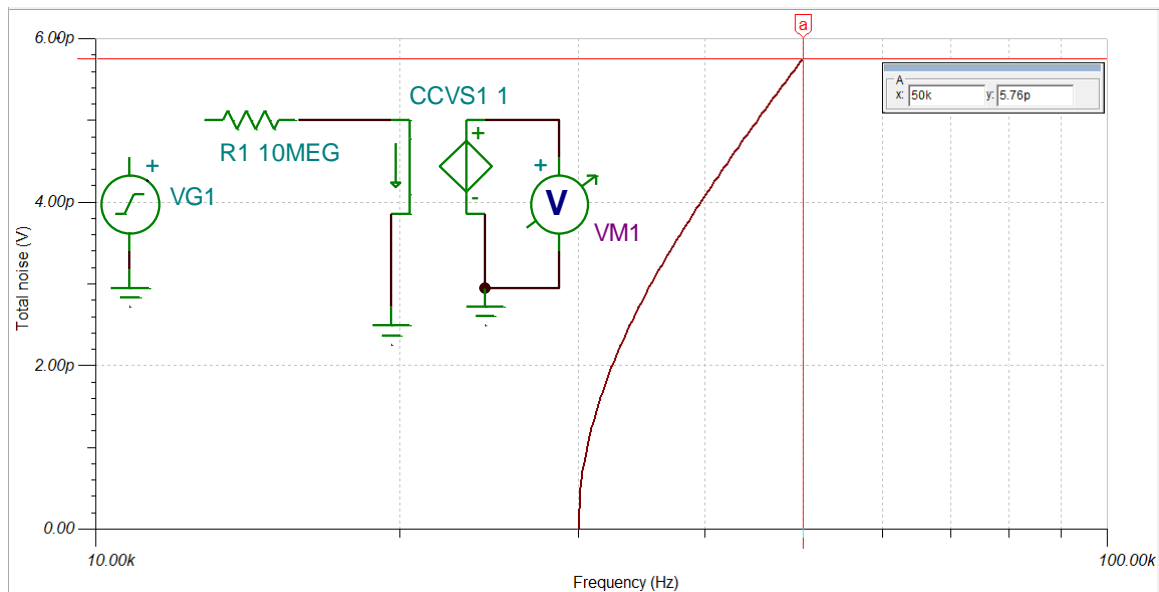 6.00p
a
A
x: 50k y: 5.76p
CCVS1 1
+
R1 10MEG
+
VG1
-
+
V
VM1
4.00p
Total noise (V)
2.00p
0.00
10.00k
100.00k
Frequency (Hz)